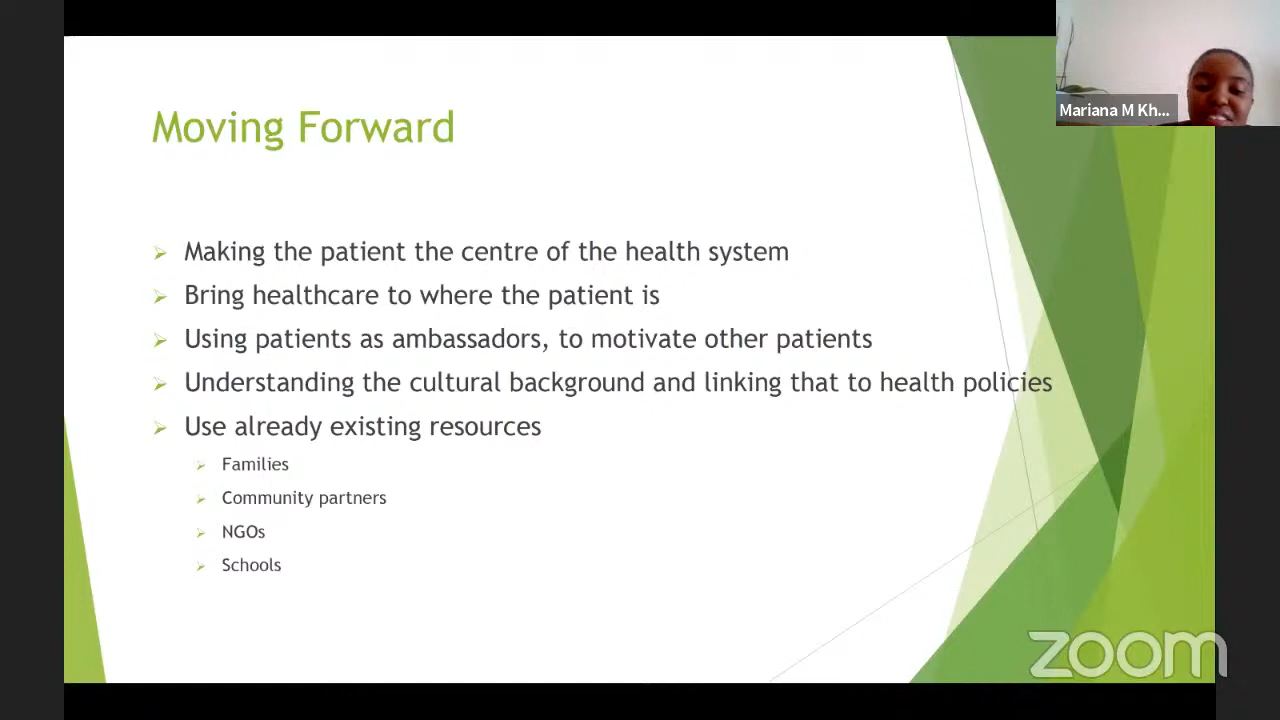 Mariana M Kh...
Moving Forward
Making the patient the centre of the health system
Bring healthcare to where the patient is
Using patients as ambassadors, to motivate other patients
Understanding the cultural background and linking that to health policies
Use already existing resources
Families
Community partners
NGOs
Schools
zoom